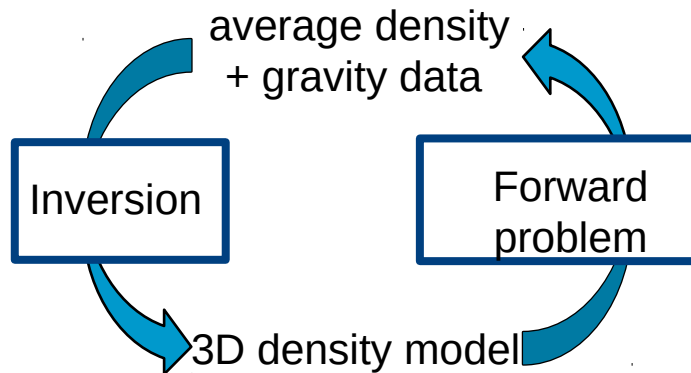 average density
+ gravity data
Inversion
Forward
problem
3D density model